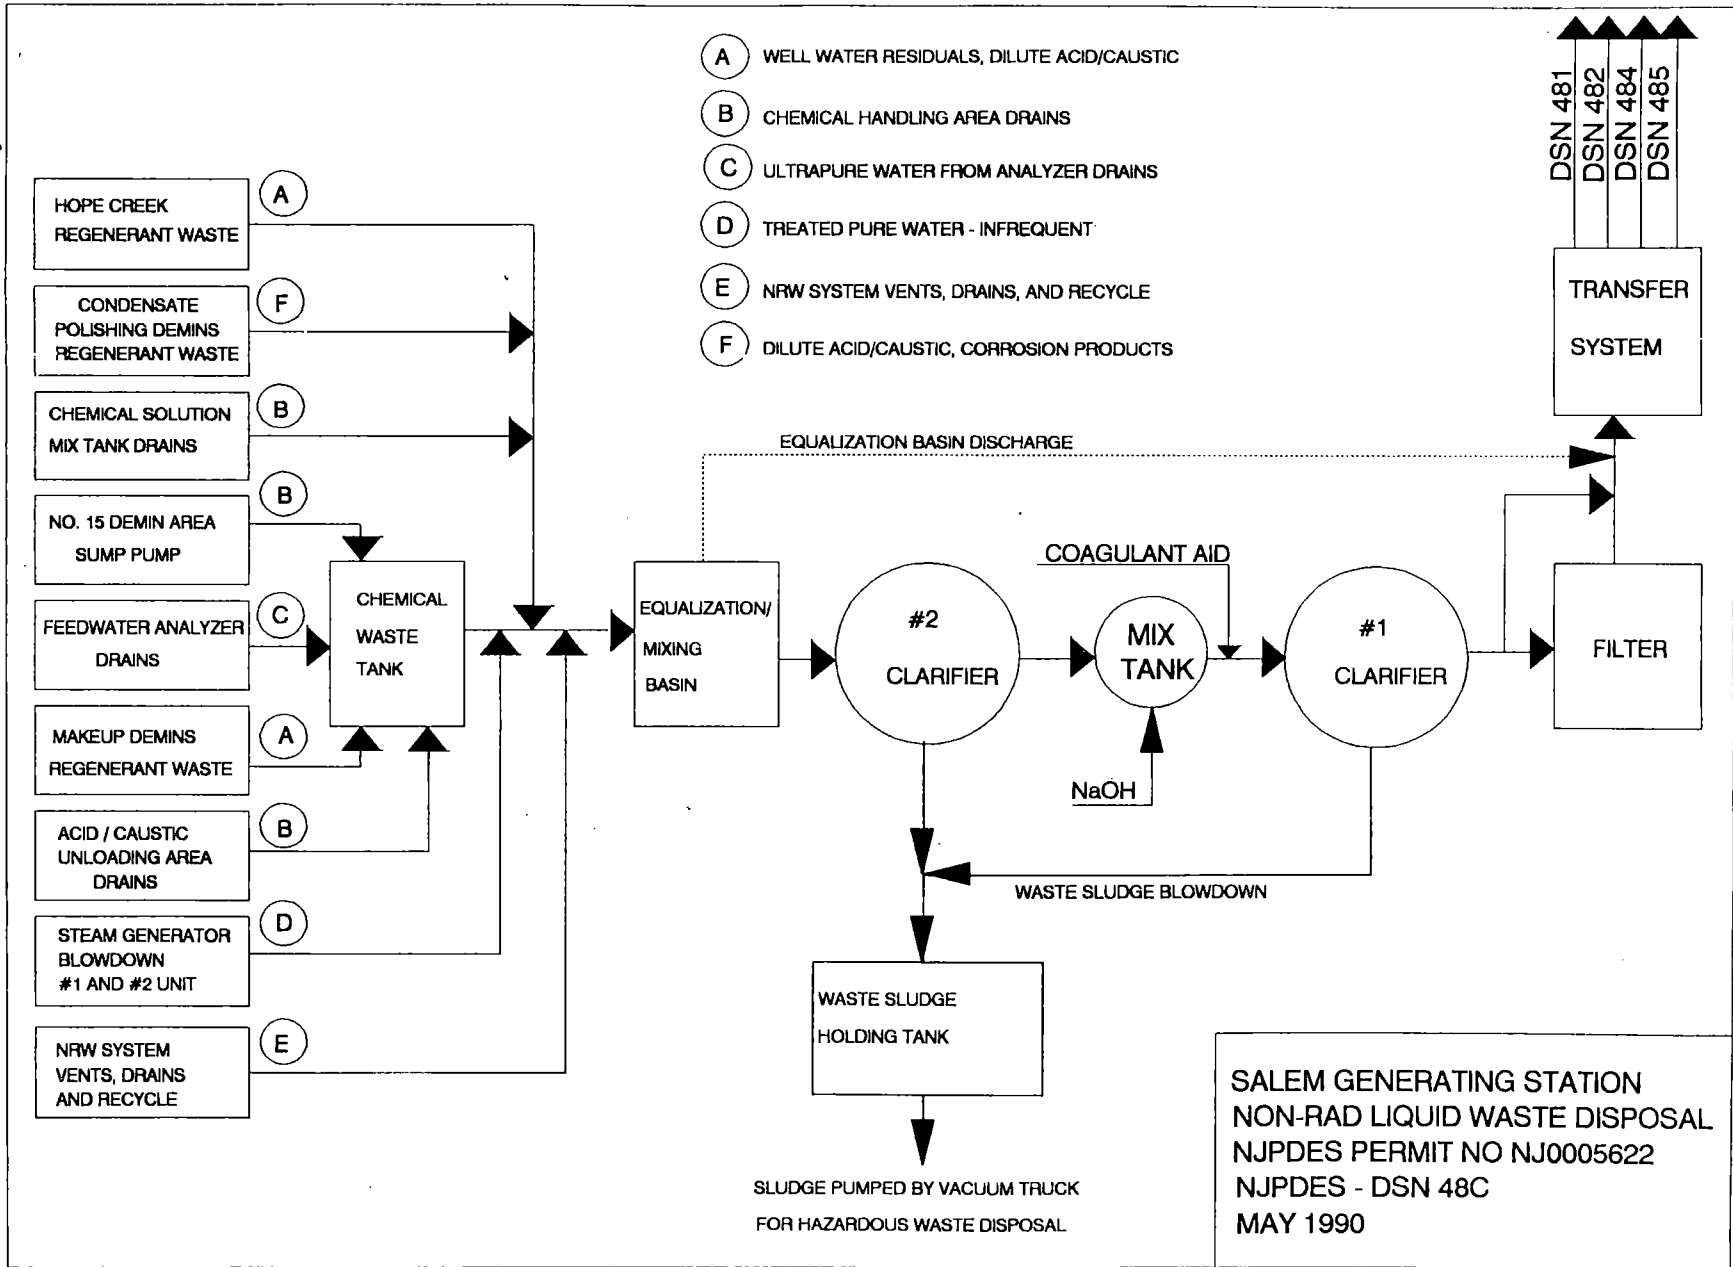 A WELL WATER RESIDUALS, DILUTE ACID/CAUSTIC
B CHEMICAL HANDLING AREA DRAINS
C ULTRAPURE WATER FROM ANALYZER DRAINS
D TREATED PURE WATER - INFREQUENT
E NRW SYSTEM VENTS, DRAINS, AND RECYCLE
F DILUTE ACID/CAUSTIC, CORROSION PRODUCTS
DSN 481
DSN 482
DSN 484
DSN 485
HOPE CREEK
REGENERANT WASTE
A
CONDENSATE
POLISHING DEMINS
REGENERANT WASTE
F
CHEMICAL SOLUTION
MIX TANK DRAINS
B
NO. 15 DEMIN AREA
SUMP PUMP
B
FEEDWATER ANALYZER
DRAINS
C
MAKEUP DEMINS
REGENERANT WASTE
A
ACID / CAUSTIC
UNLOADING AREA
DRAINS
B
STEAM GENERATOR
BLOWDOWN
#1 AND #2 UNIT
D
NRW SYSTEM
VENTS, DRAINS
AND RECYCLE
E
CHEMICAL
WASTE
TANK
EQUALIZATION/
MIXING
BASIN
EQUALIZATION BASIN DISCHARGE
#2
CLARIFIER
MIX
TANK
COAGULANT AID
NaOH
#1
CLARIFIER
FILTER
TRANSFER
SYSTEM
WASTE SLUDGE BLOWDOWN
WASTE SLUDGE
HOLDING TANK
SLUDGE PUMPED BY VACUUM TRUCK
FOR HAZARDOUS WASTE DISPOSAL
SALEM GENERATING STATION
NON-RAD LIQUID WASTE DISPOSAL
NJPDES PERMIT NO NJ0005622
NJPDES - DSN 48C
MAY 1990